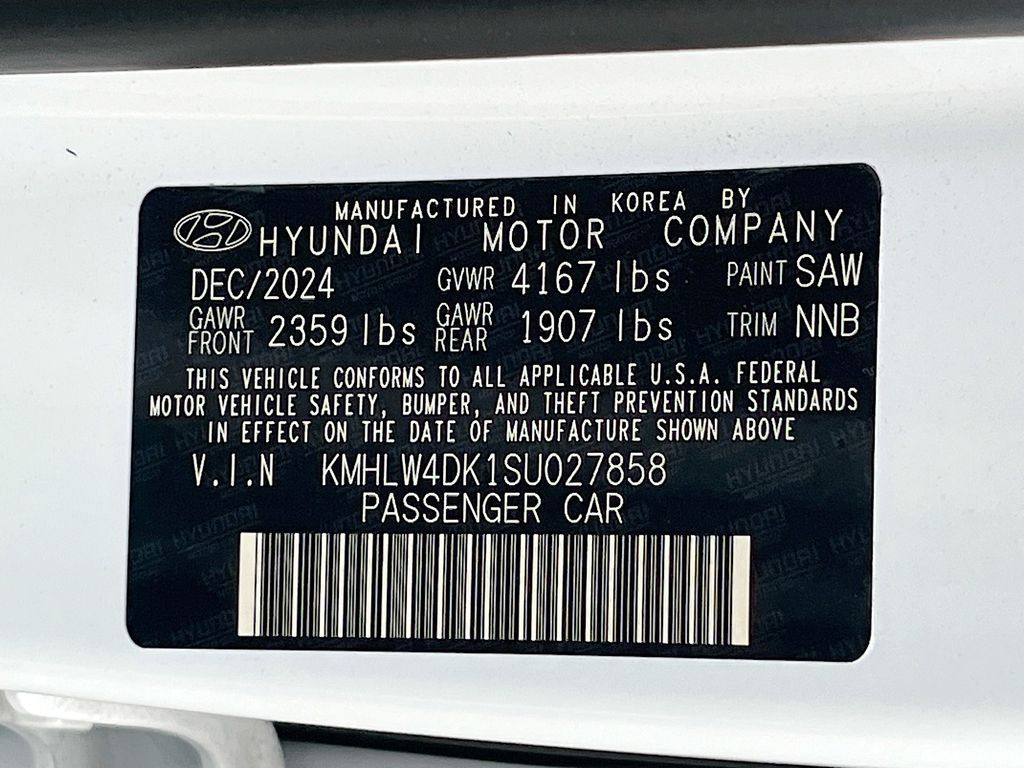 MANUFACTURED IN KOREA BY
HYUNDAI MOTOR COMPANY
DEC/2024 GVWR 4167 lbs PAINT SAW
GAWR FRONT 2359 lbs GAWR REAR 1907 lbs TRIM NNB
THIS VEHICLE CONFORMS TO ALL APPLICABLE U.S.A. FEDERAL
MOTOR VEHICLE SAFETY, BUMPER, AND THEFT PREVENTION STANDARDS
IN EFFECT ON THE DATE OF MANUFACTURE SHOWN ABOVE
V.I.N KMHLW4DK1SU027858
PASSENGER CAR